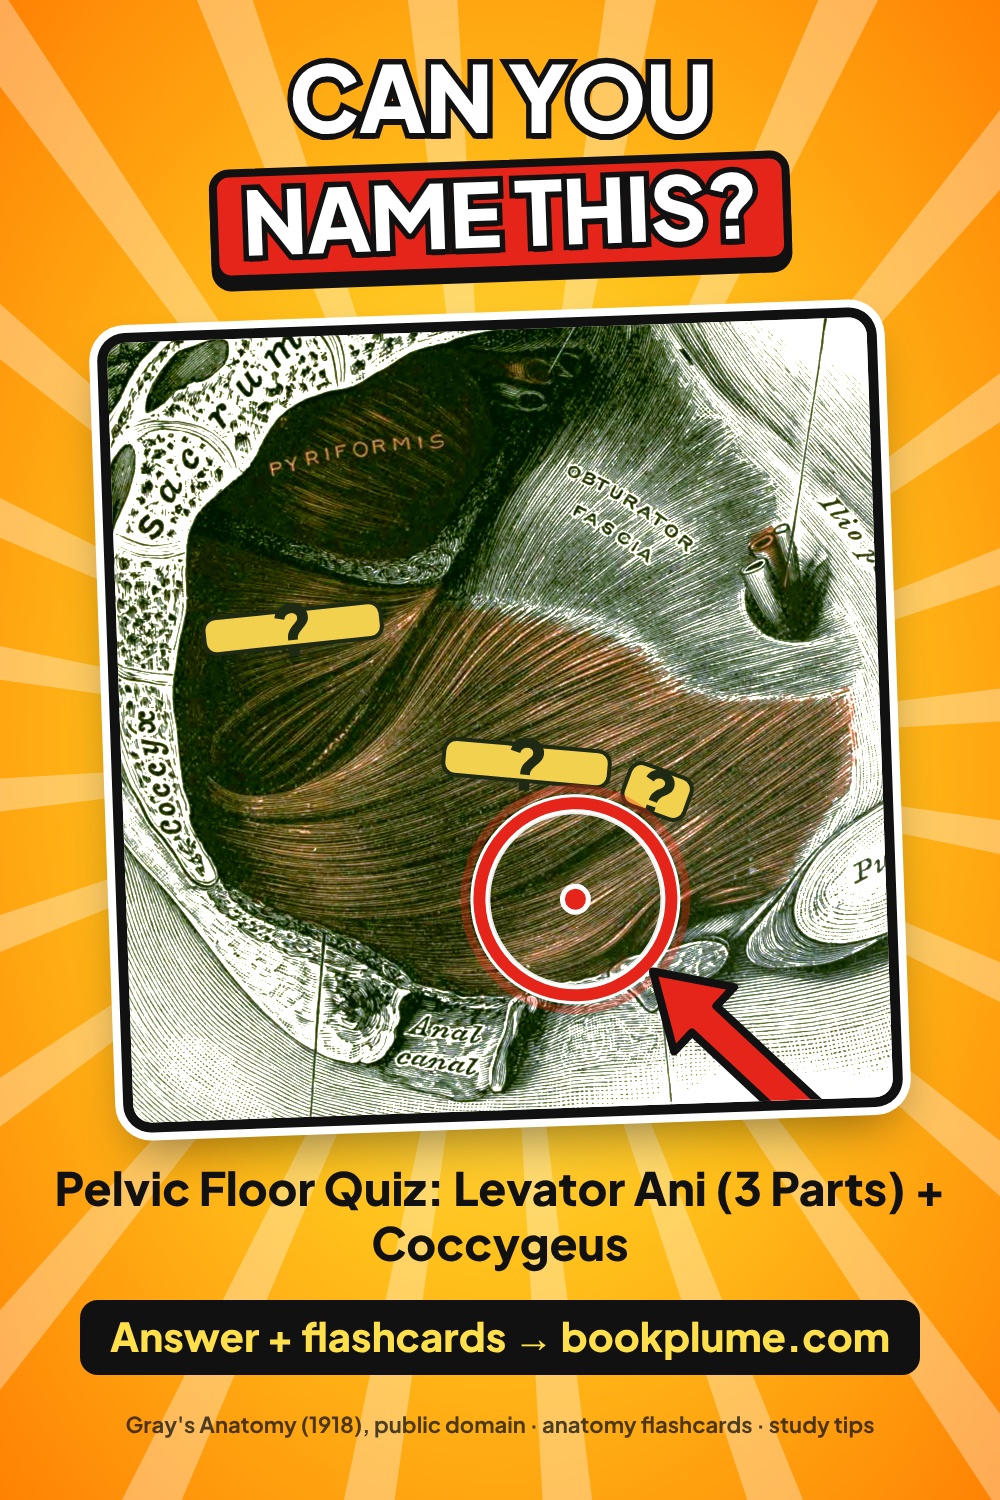 CAN YOU
NAME THIS?
Sacrum
PYRIFORMIS
OBTURATOR
FASCIA
Ilio
?
Coccyx
?
?
Pu
Anal
canal
Pelvic Floor Quiz: Levator Ani (3 Parts) +
Coccygeus
Answer + flashcards → bookplume.com
Gray's Anatomy (1918), public domain · anatomy flashcards · study tips